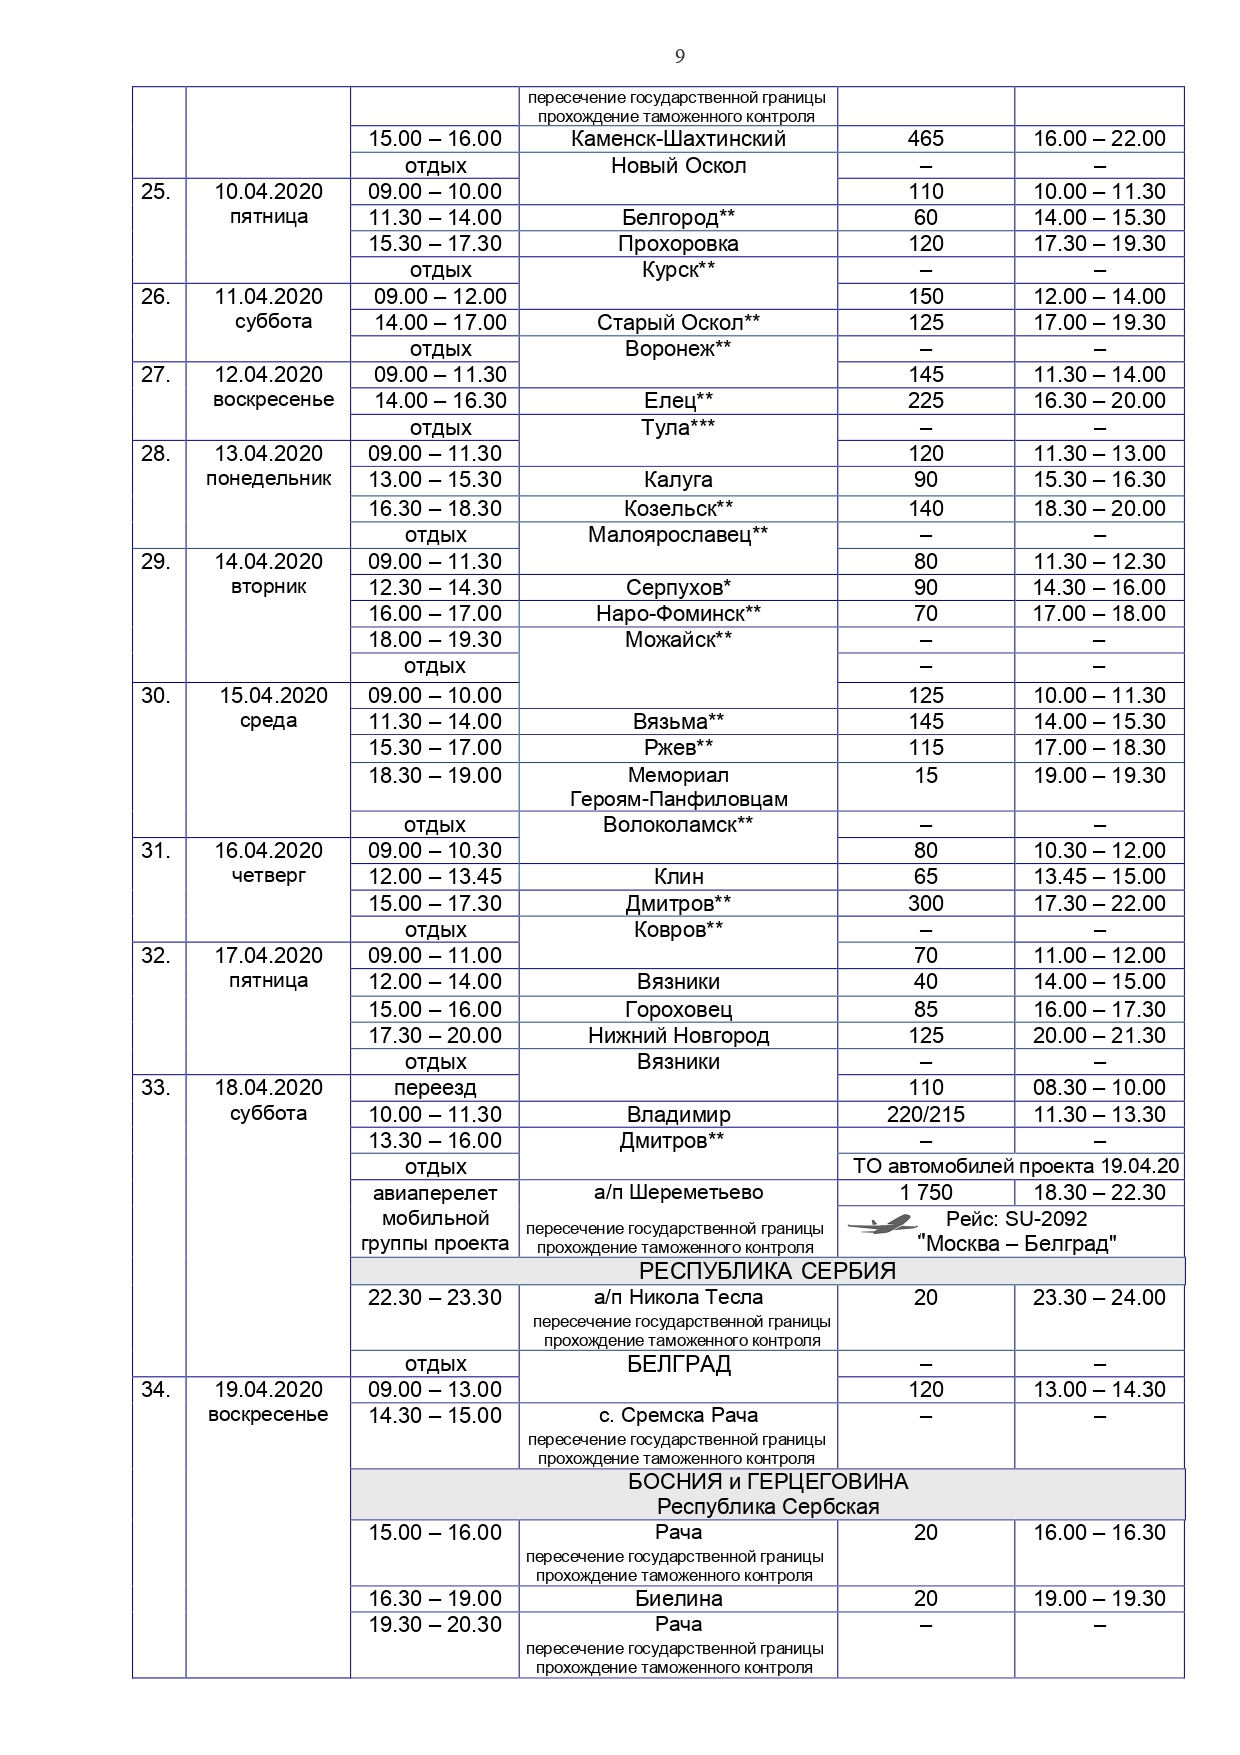 9
пересечение государственной границы
прохождение таможенного контроля
15.00 – 16.00 Каменск-Шахтинский 465 16.00 – 22.00
отдых Новый Оскол – –
25. 10.04.2020 09.00 – 10.00 110 10.00 – 11.30
пятница 11.30 – 14.00 Белгород** 60 14.00 – 15.30
15.30 – 17.30 Прохоровка 120 17.30 – 19.30
отдых Курск** – –
26. 11.04.2020 09.00 – 12.00 150 12.00 – 14.00
суббота 14.00 – 17.00 Старый Оскол** 125 17.00 – 19.30
отдых Воронеж** – –
27. 12.04.2020 09.00 – 11.30 145 11.30 – 14.00
воскресенье 14.00 – 16.30 Елец** 225 16.30 – 20.00
отдых Тула*** – –
28. 13.04.2020 09.00 – 11.30 120 11.30 – 13.00
понедельник 13.00 – 15.30 Калуга 90 15.30 – 16.30
16.30 – 18.30 Козельск** 140 18.30 – 20.00
отдых Малоярославец** – –
29. 14.04.2020 09.00 – 11.30 80 11.30 – 12.30
вторник 12.30 – 14.30 Серпухов* 90 14.30 – 16.00
16.00 – 17.00 Наро-Фоминск** 70 17.00 – 18.00
18.00 – 19.30 Можайск** – –
отдых – –
30. 15.04.2020 09.00 – 10.00 125 10.00 – 11.30
среда 11.30 – 14.00 Вязьма** 145 14.00 – 15.30
15.30 – 17.00 Ржев** 115 17.00 – 18.30
18.30 – 19.00 Мемориал 15 19.00 – 19.30
Героям-Панфиловцам
отдых Волоколамск** – –
31. 16.04.2020 09.00 – 10.30 80 10.30 – 12.00
четверг 12.00 – 13.45 Клин 65 13.45 – 15.00
15.00 – 17.30 Дмитров** 300 17.30 – 22.00
отдых Ковров** – –
32. 17.04.2020 09.00 – 11.00 70 11.00 – 12.00
пятница 12.00 – 14.00 Вязники 40 14.00 – 15.00
15.00 – 16.00 Гороховец 85 16.00 – 17.30
17.30 – 20.00 Нижний Новгород 125 20.00 – 21.30
отдых Вязники – –
33. 18.04.2020 переезд 110 08.30 – 10.00
суббота 10.00 – 11.30 Владимир 220/215 11.30 – 13.30
13.30 – 16.00 Дмитров** – –
отдых ТО автомобилей проекта 19.04.20
авиаперелет а/п Шереметьево 1 750 18.30 – 22.30
мобильной пересечение государственной границы Рейс: SU-2092
группы проекта прохождение таможенного контроля "Москва – Белград"
РЕСПУБЛИКА СЕРБИЯ
22.30 – 23.30 а/п Никола Тесла 20 23.30 – 24.00
пересечение государственной границы
прохождение таможенного контроля
отдых БЕЛГРАД – –
34. 19.04.2020 09.00 – 13.00 120 13.00 – 14.30
воскресенье 14.30 – 15.00 с. Сремска Рача – –
пересечение государственной границы
прохождение таможенного контроля
БОСНИЯ и ГЕРЦЕГОВИНА
Республика Сербская
15.00 – 16.00 Рача 20 16.00 – 16.30
пересечение государственной границы
прохождение таможенного контроля
16.30 – 19.00 Биелина 20 19.00 – 19.30
19.30 – 20.30 Рача – –
пересечение государственной границы
прохождение таможенного контроля